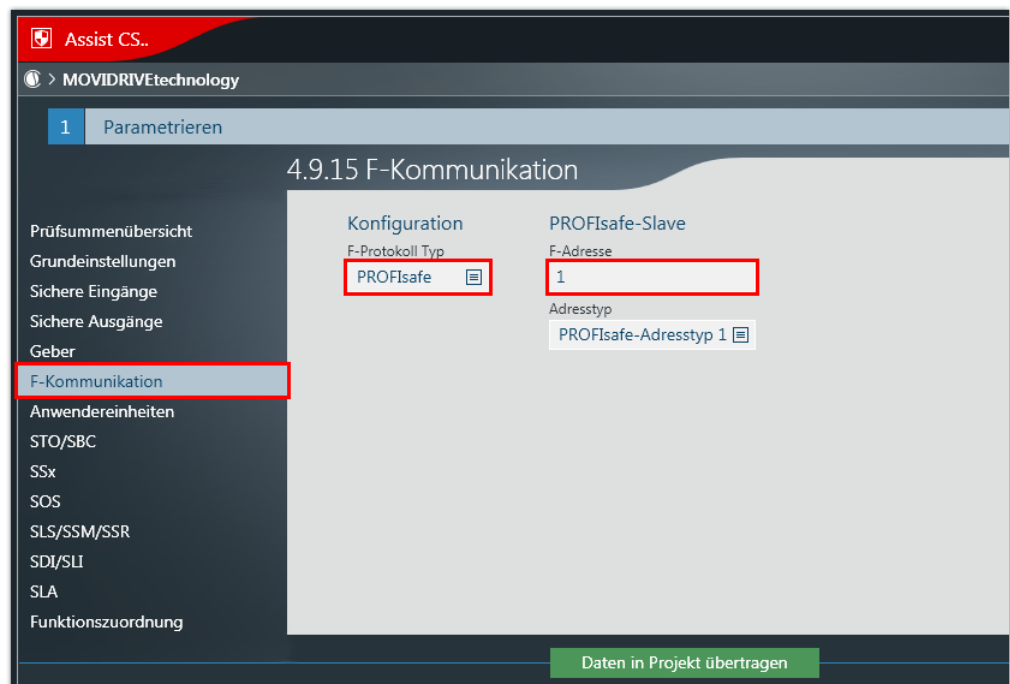 Assist CS..
> MOVIDRIVEtechnology
1 Parametrieren
4.9.15 F-Kommunikation
Prüfsummenübersicht
Grundeinstellungen
Sichere Eingänge
Sichere Ausgänge
Geber
F-Kommunikation
Anwendereinheiten
STO/SBC
SSx
SOS
SLS/SSM/SSR
SDI/SLI
SLA
Funktionszuordnung
Konfiguration
F-Protokoll Typ
PROFIsafe
PROFIsafe-Slave
F-Adresse
1
Adresstyp
PROFIsafe-Adresstyp 1
Daten in Projekt übertragen